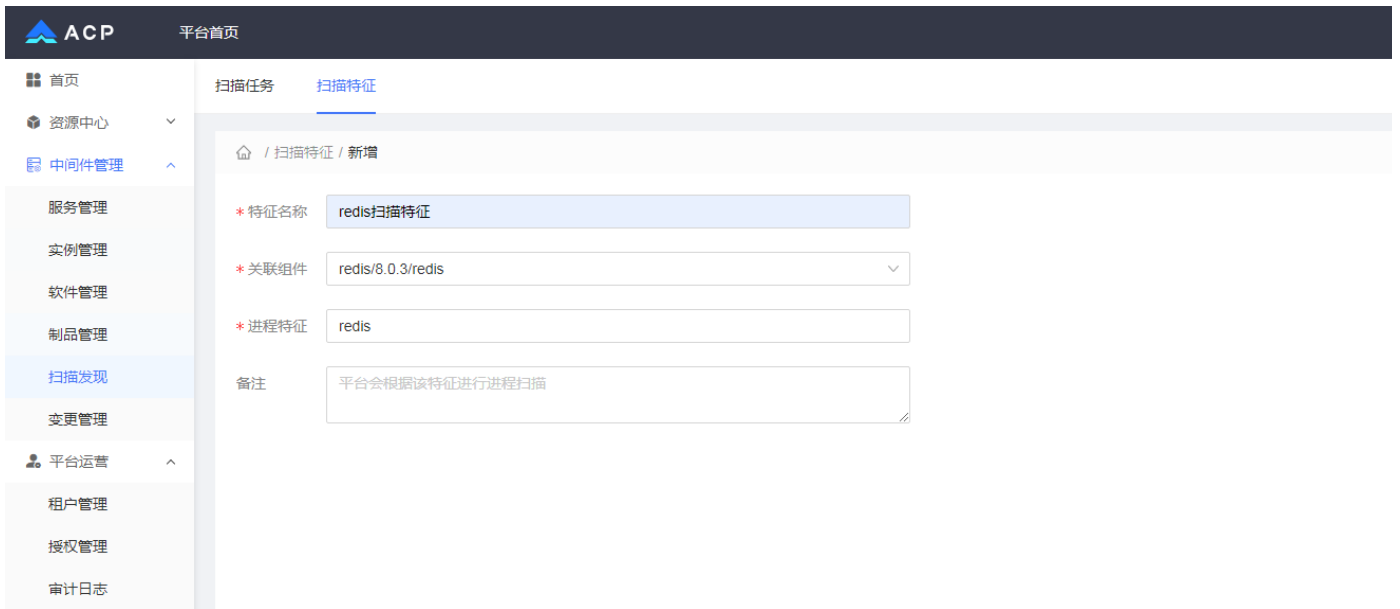 ACP 平台首页
首页
扫描任务 扫描特征
资源中心
/ 扫描特征 / 新增
中间件管理
服务管理
* 特征名称 redis扫描特征
实例管理
* 关联组件 redis/8.0.3/redis
软件管理
* 进程特征 redis
制品管理
扫描发现
备注 平台会根据该特征进行进程扫描
变更管理
平台运营
租户管理
授权管理
审计日志